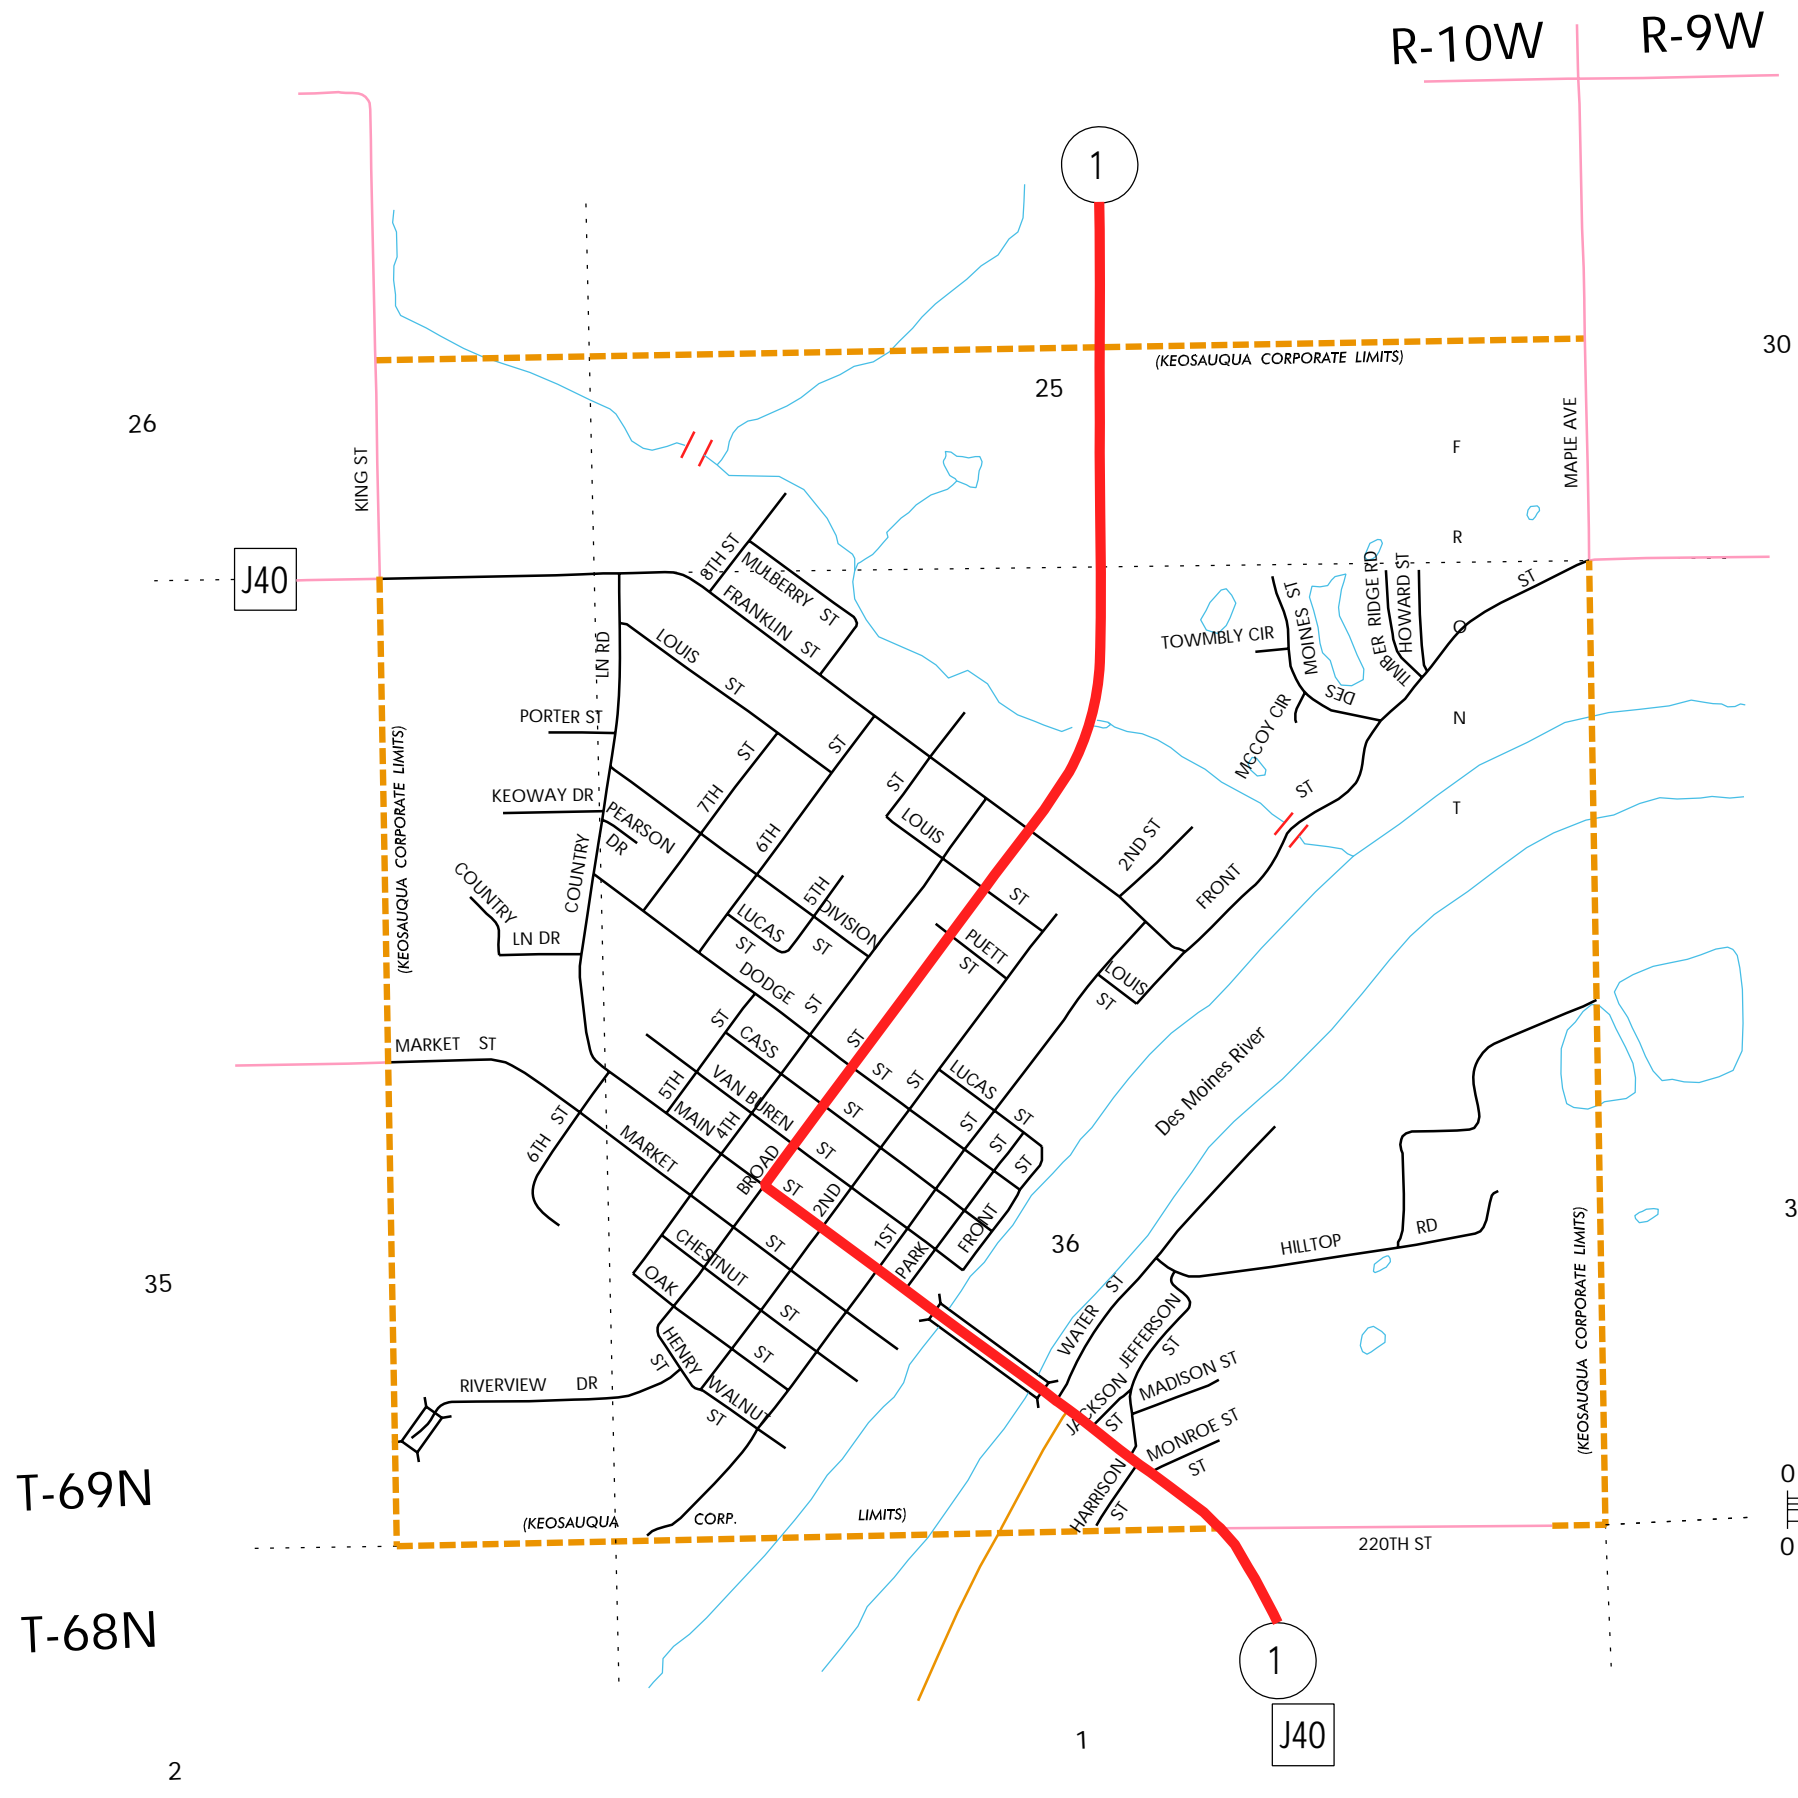 R-10W
R-9W
1
(KEOSAUQUA CORPORATE LIMITS)
30
25
26
KING ST
MAPLE AVE
F
R
O
N
T
ST
J40
8TH ST
MULBERRY ST
FRANKLIN ST
LOUIS ST
LN RD
COUNTRY
TOWMBLY CIR
DES MOINES ST
TIMBER RIDGE RD
HOWARD ST
MCCOY CIR
PORTER ST
KEOWAY DR
PEARSON DR
7TH ST
6TH ST
ST
LOUIS ST
2ND ST
FRONT ST
(KEOSAUQUA CORPORATE LIMITS)
COUNTRY LN DR
LUCAS ST
5TH
DIVISION ST
PUETT ST
LOUIS ST
DODGE ST
ST
ST
MARKET ST
5TH ST
CASS ST
VAN BUREN ST
MAIN ST
4TH
BROAD
2ND ST
LUCAS ST
1ST ST
PARK ST
FRONT ST
Des Moines River
6TH ST
MARKET ST
36
35
CHESTNUT ST
OAK ST
HENRY ST
WALNUT ST
RIVERVIEW DR
WATER ST
HILLTOP RD
JEFFERSON ST
JACKSON ST
MADISON ST
MONROE ST
ST
HARRISON ST
(KEOSAUQUA CORPORATE LIMITS)
3
T-69N
(KEOSAUQUA CORP. LIMITS)
220TH ST
0
0
T-68N
1
J40
1
2